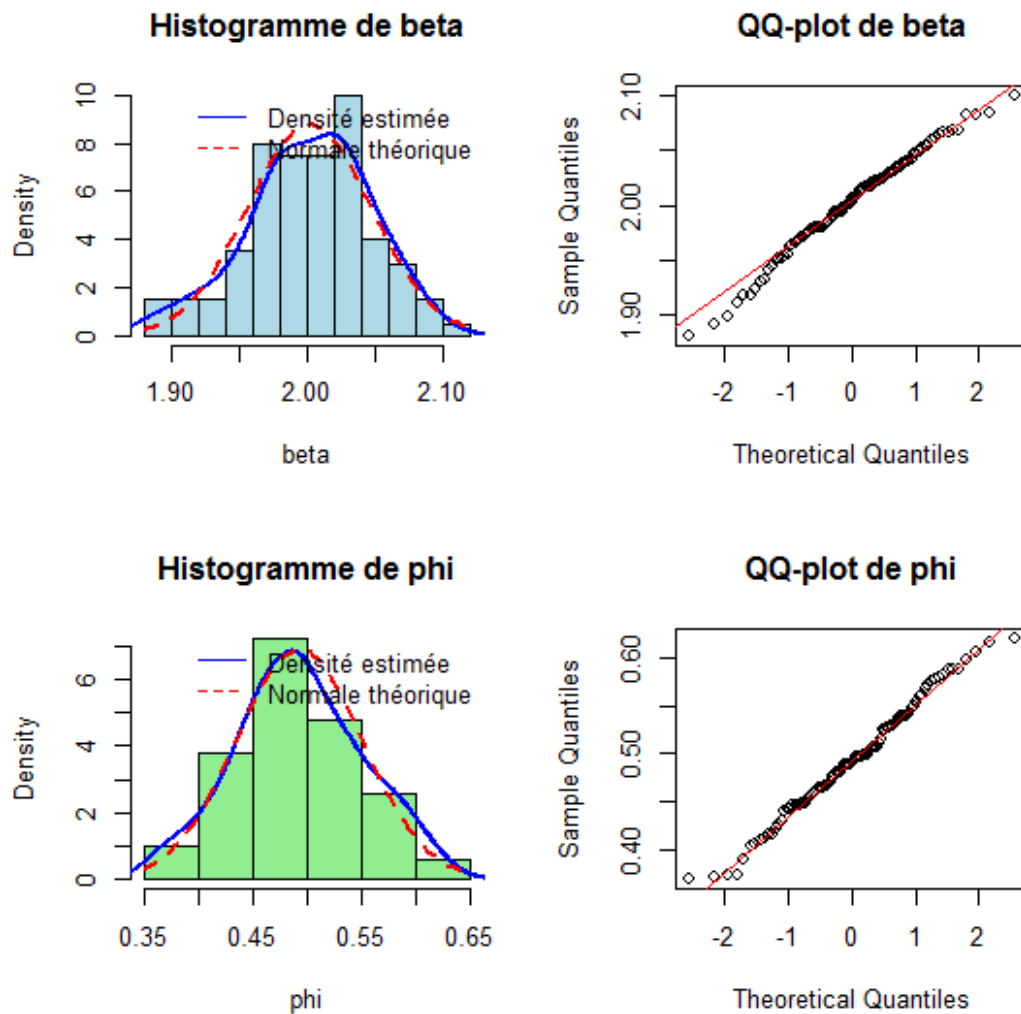 Histogramme de beta
Densité estimée
Normale théorique
10
8
6
4
2
0
Density
1.90
2.00
2.10
beta
QQ-plot de beta
2.10
2.00
1.90
Sample Quantiles
-2
-1
0
1
2
Theoretical Quantiles
Histogramme de phi
Densité estimée
Normale théorique
6
4
2
0
Density
0.35
0.45
0.55
0.65
phi
QQ-plot de phi
0.60
0.50
0.40
Sample Quantiles
-2
-1
0
1
2
Theoretical Quantiles